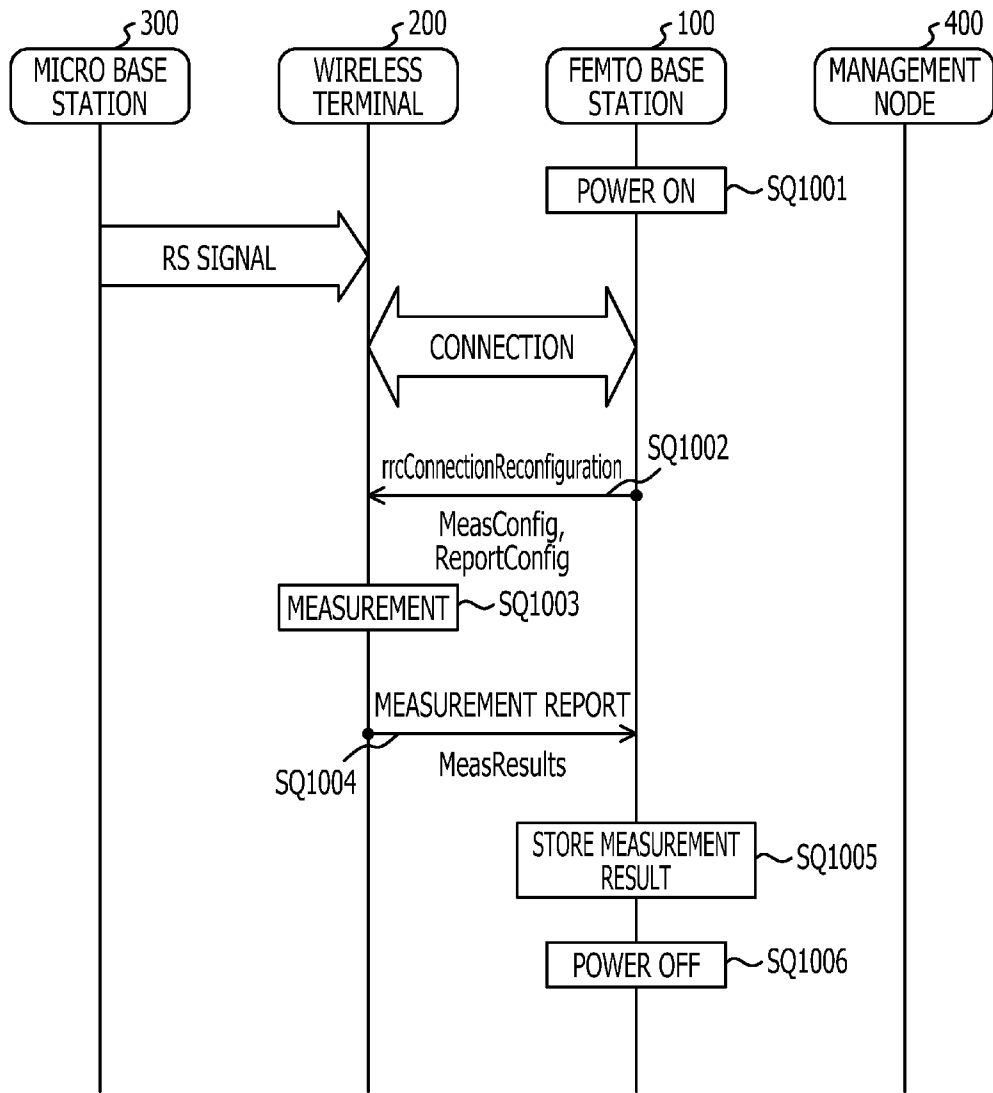 300
200
100
400
MICRO BASE
STATION
WIRELESS
TERMINAL
FEMTO BASE
STATION
MANAGEMENT
NODE
POWER ON
SQ1001
RS SIGNAL
CONNECTION
SQ1002
rrcConnectionReconfiguration
MeasConfig,
ReportConfig
MEASUREMENT
SQ1003
MEASUREMENT REPORT
SQ1004
MeasResults
STORE MEASUREMENT
RESULT
SQ1005
POWER OFF
SQ1006